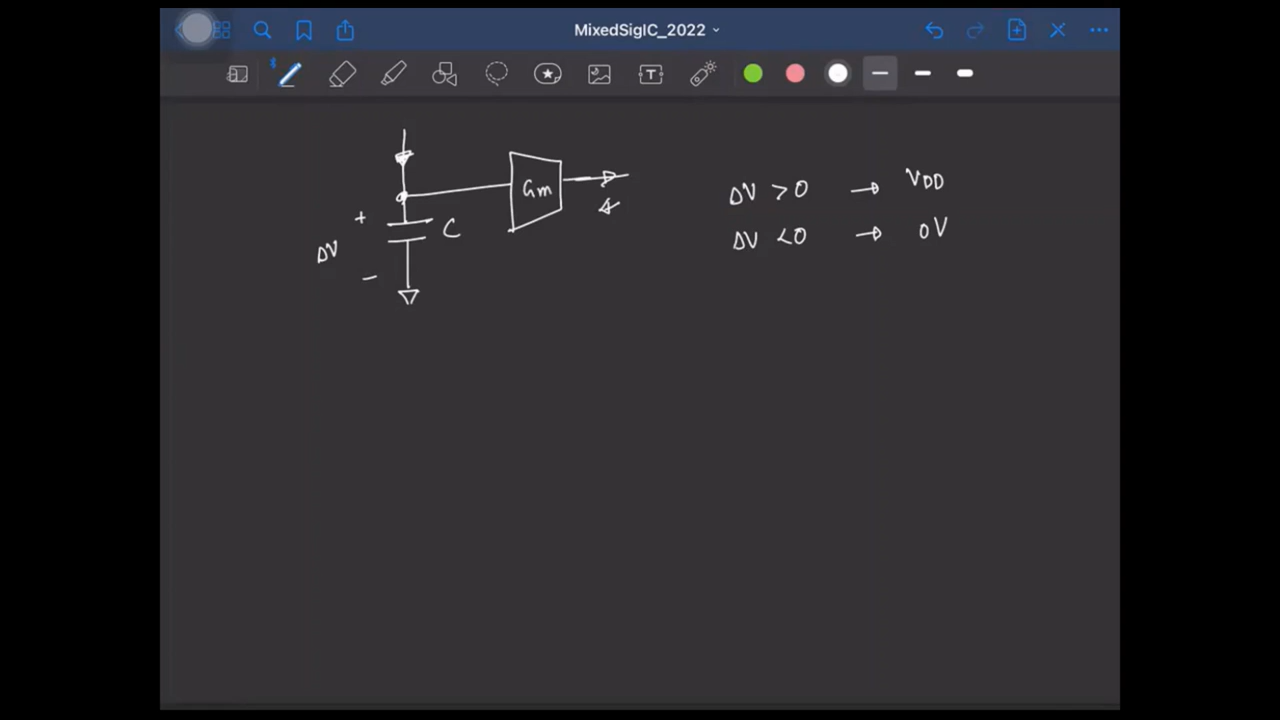 MixedSigIC_2022
T
Gm
+
C
ΔV
−
ΔV > 0 → VDD
ΔV < 0 → 0V